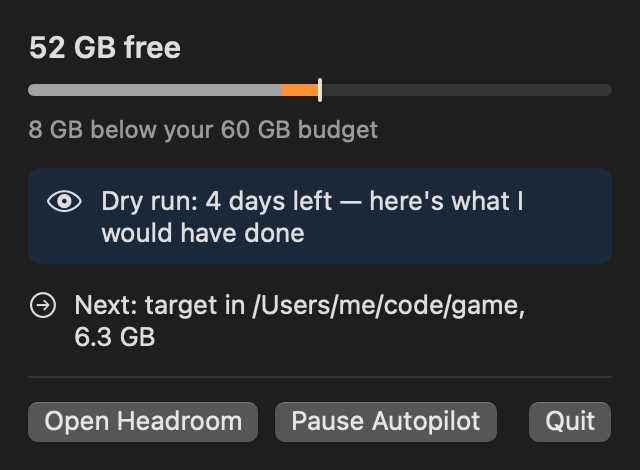 52 GB free
8 GB below your 60 GB budget
Dry run: 4 days left — here's what I
would have done
Next: target in /Users/me/code/game,
6.3 GB
Open Headroom
Pause Autopilot
Quit